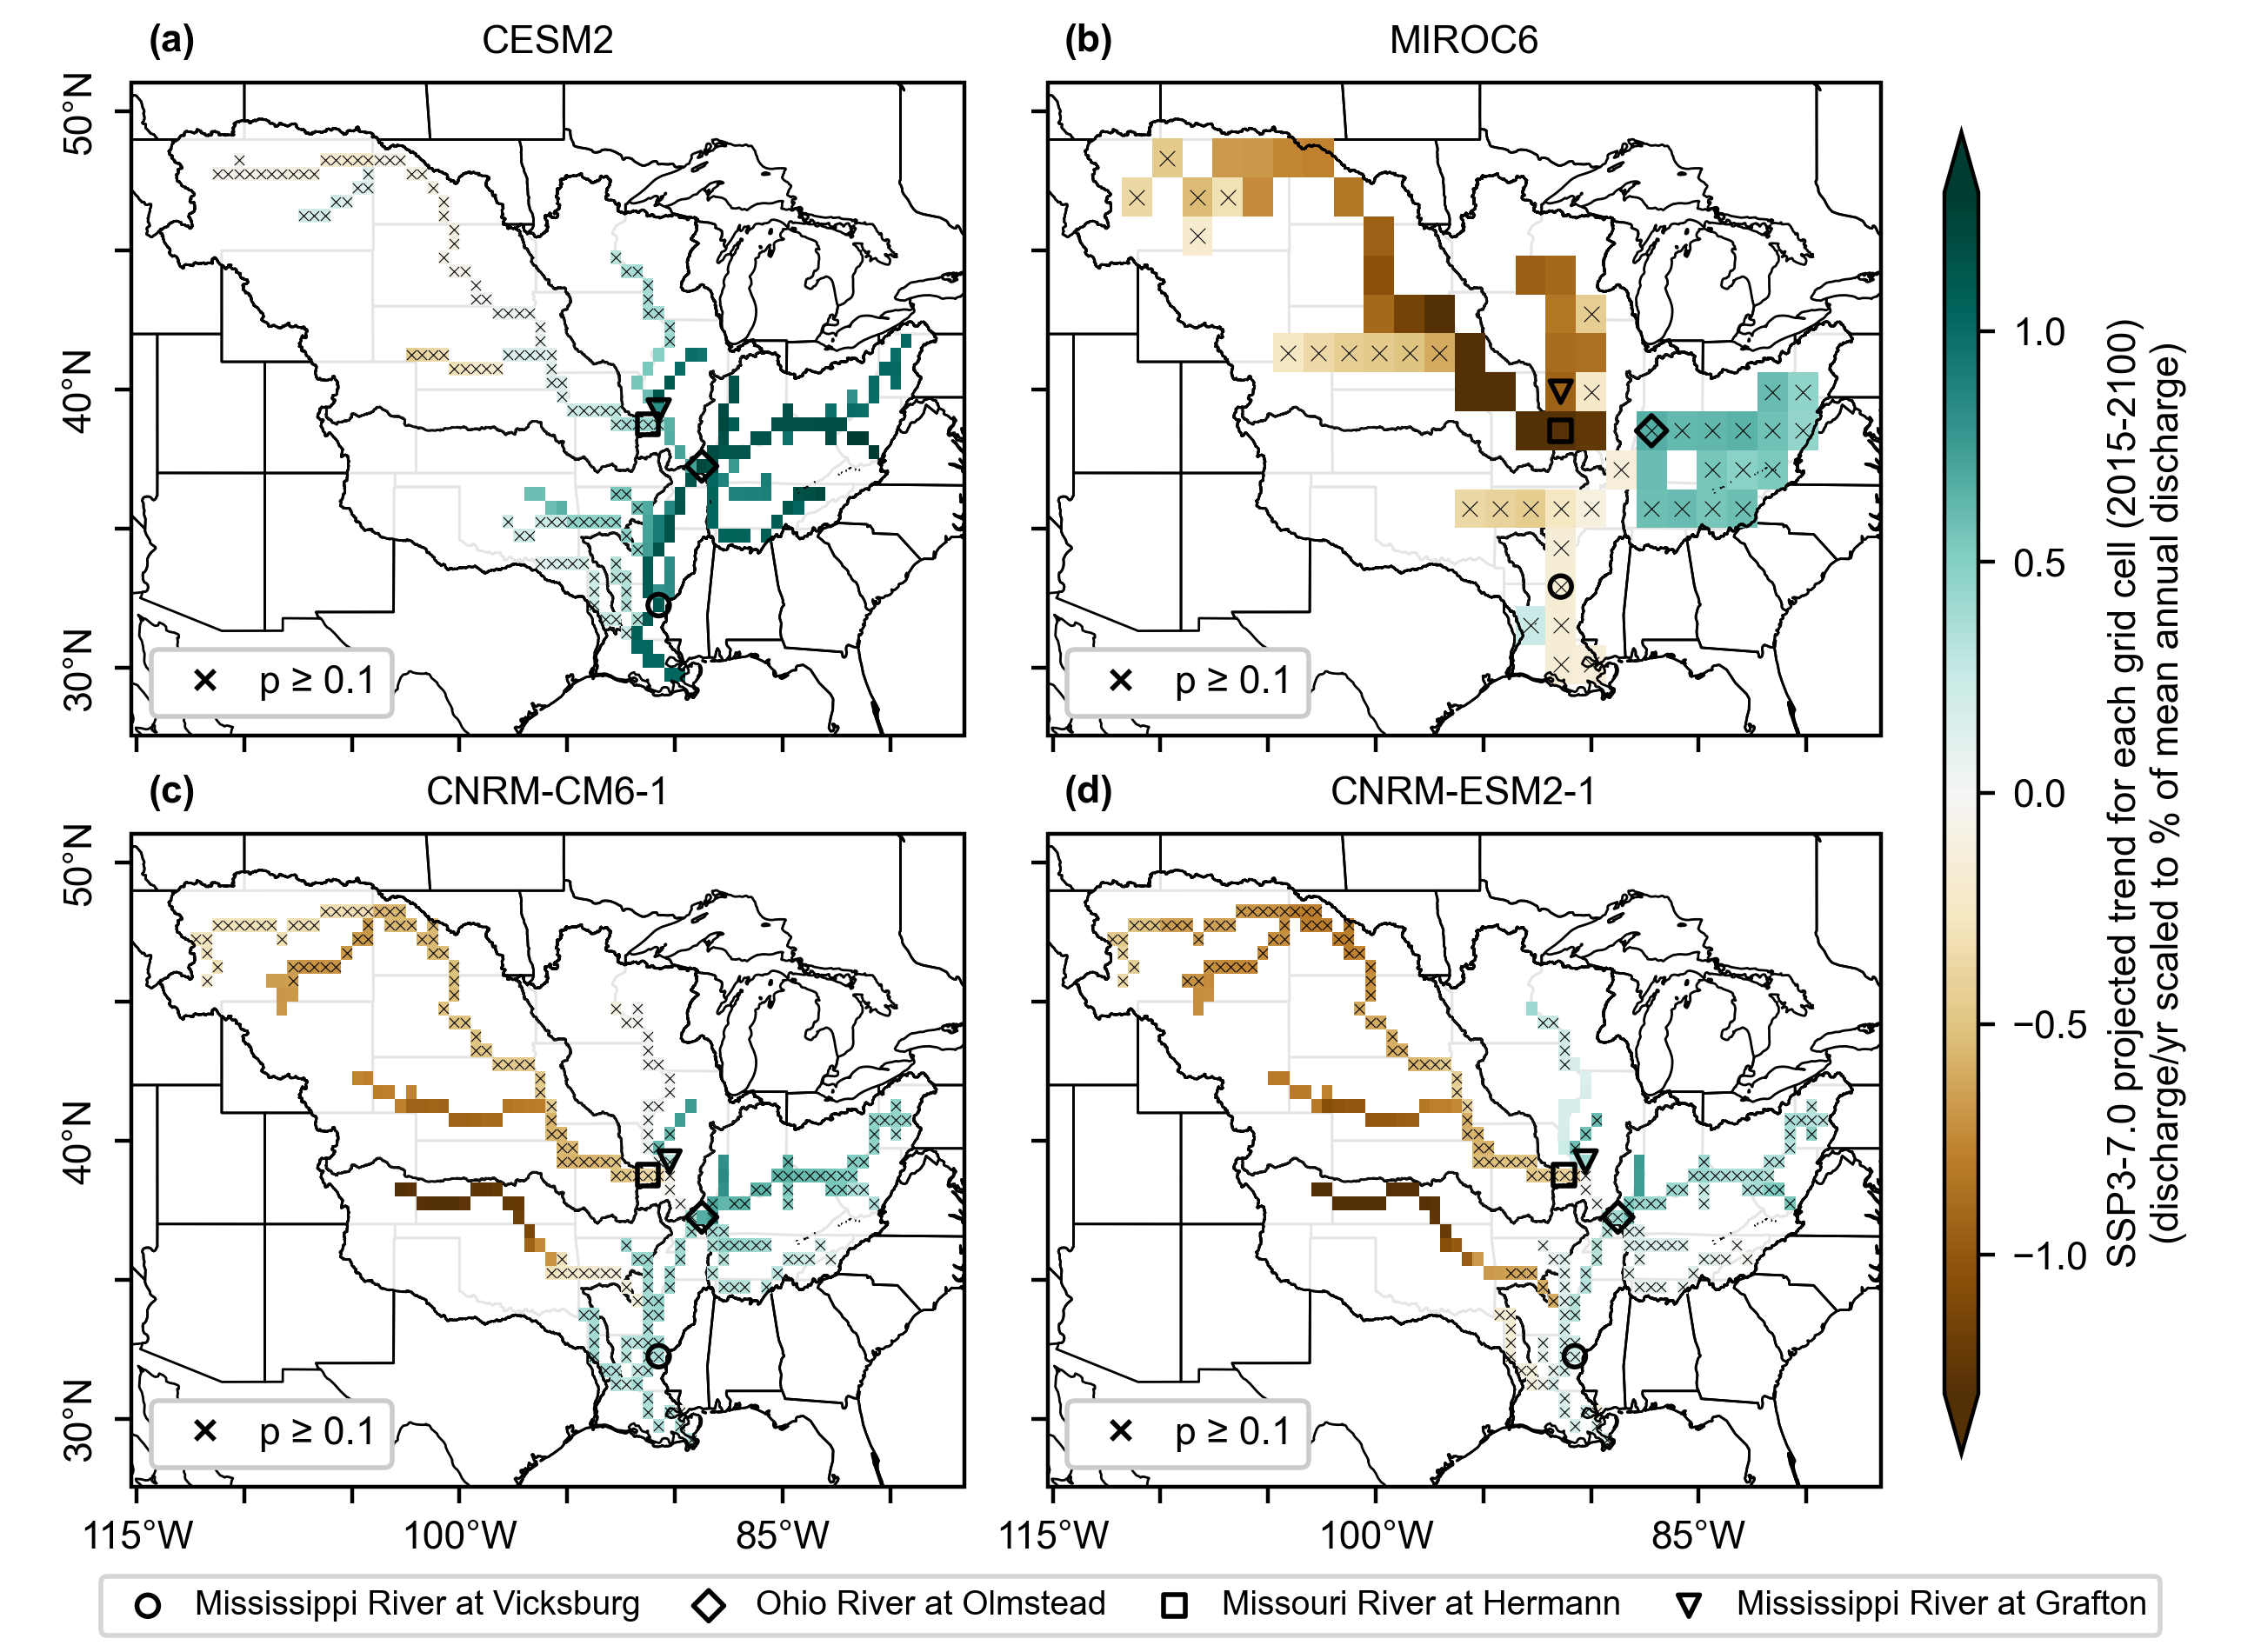 (a) CESM2
(b) MIROC6
50°N
40°N
30°N
p ≥ 0.1
p ≥ 0.1
(c) CNRM-CM6-1
(d) CNRM-ESM2-1
50°N
40°N
30°N
p ≥ 0.1
p ≥ 0.1
115°W 100°W 85°W
115°W 100°W 85°W
1.0
0.5
0.0
−0.5
−1.0
SSP3-7.0 projected trend for each grid cell (2015-2100)
(discharge/yr scaled to % of mean annual discharge)
Mississippi River at Vicksburg Ohio River at Olmstead Missouri River at Hermann Mississippi River at Grafton